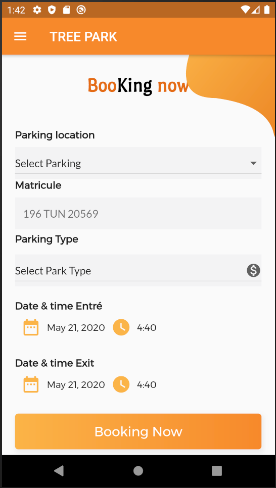 1:42
TREE PARK
BooKing now
Parking location
Select Parking
Matricule
196 TUN 20569
Parking Type
Select Park Type
Date & time Entré
May 21, 2020 4:40
Date & time Exit
May 21, 2020 4:40
Booking Now